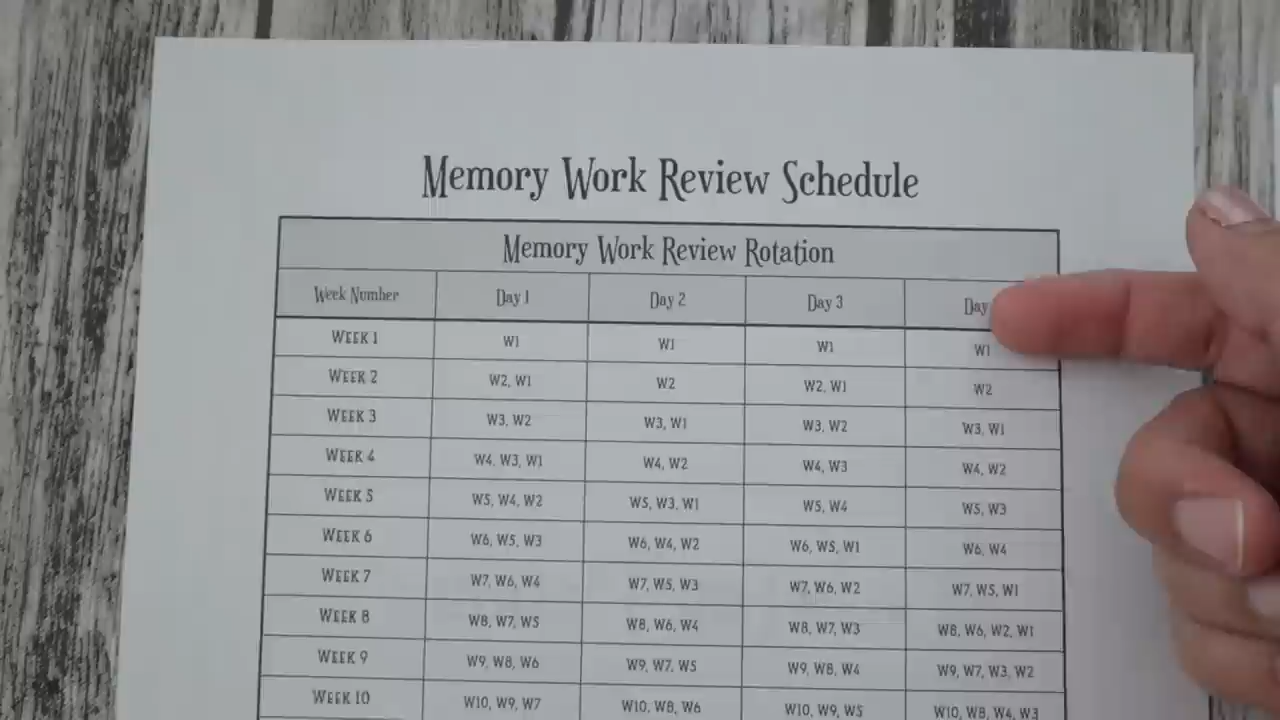 Memory Work Review Schedule
Memory Work Review Rotation
Week Number Day 1 Day 2 Day 3 Day
WEEK 1 W1 W1 W1 W1
WEEK 2 W2, W1 W2 W2, W1 W2
WEEK 3 W3, W2 W3, W1 W3, W2 W3, W1
WEEK 4 W4, W3, W1 W4, W2 W4, W3 W4, W2
WEEK 5 W5, W4, W2 W5, W3, W1 W5, W4 W5, W3
WEEK 6 W6, W5, W3 W6, W4, W2 W6, W5, W1 W6, W4
WEEK 7 W7, W6, W4 W7, W5, W3 W7, W6, W2 W7, W5, W1
WEEK 8 W8, W7, W5 W8, W6, W4 W8, W7, W3 W8, W6, W2, W1
WEEK 9 W9, W8, W6 W9, W7, W5 W9, W8, W4 W9, W7, W3, W2
WEEK 10 W10, W9, W7 W10, W8, W6 W10, W9, W5 W10, W8, W4, W3